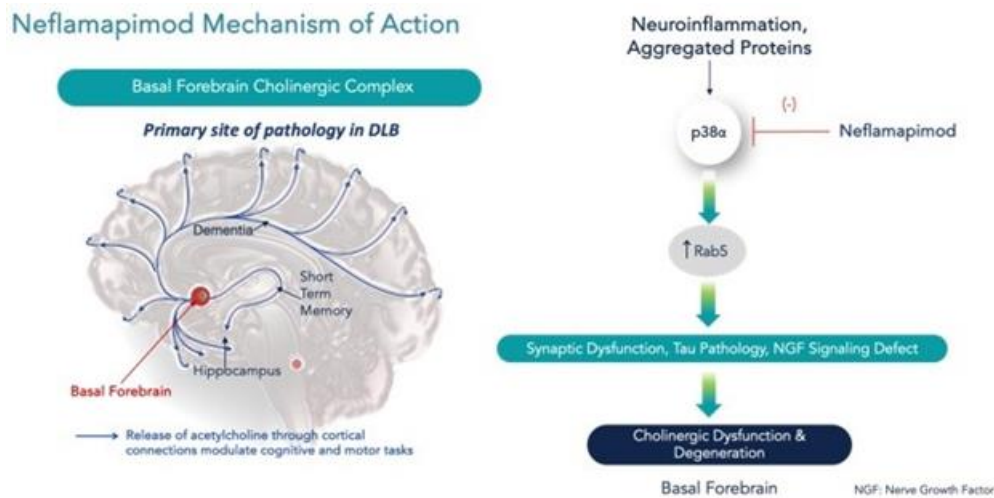 Neflamapimod Mechanism of Action
Basal Forebrain Cholinergic Complex
Primary site of pathology in DLB
Dementia
Short
Term
Memory
Hippocampus
Basal Forebrain
Release of acetylcholine through cortical
connections modulate cognitive and motor tasks
Neuroinflammation,
Aggregated Proteins
(-)
p38α
Neflamapimod
↑ Rab5
Synaptic Dysfunction, Tau Pathology, NGF Signaling Defect
Cholinergic Dysfunction &
Degeneration
Basal Forebrain
NGF: Nerve Growth Factor